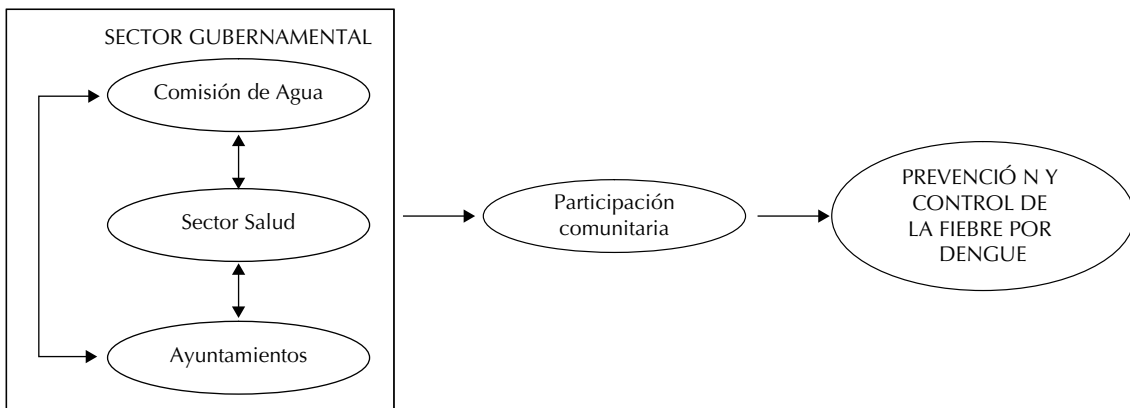 SECTOR GUBERNAMENTAL
Comisión de Agua
Sector Salud
Ayuntamientos
Participación
comunitaria
PREVENCIÓ N Y
CONTROL DE
LA FIEBRE POR
DENGUE